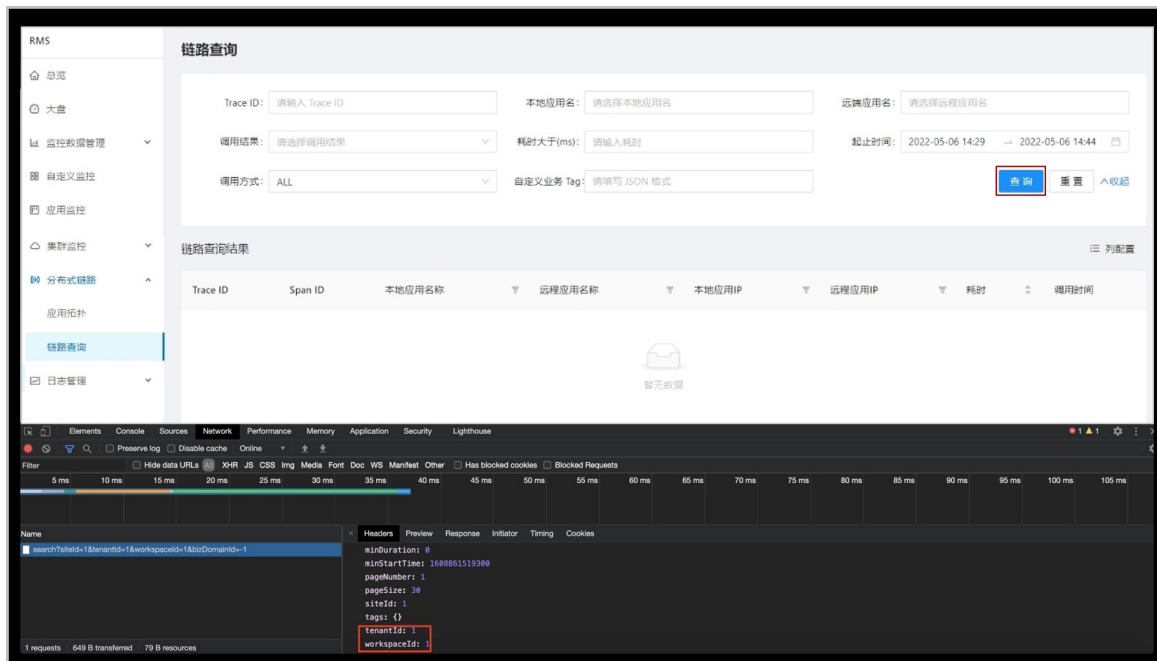 RMS
总览
大盘
监控数据管理
自定义监控
应用监控
集群监控
分布式链路
应用拓扑
链路查询
日志管理
链路查询
Trace ID: 请输入 Trace ID 本地应用名: 请选择本地应用名 远端应用名: 请选择远程应用名
调用结果: 请选择调用结果 耗时大于(ms): 请输入耗时 起止时间: 2022-05-06 14:29 → 2022-05-06 14:44
调用方式: ALL 自定义业务 Tag: 请填写 JSON 格式 查询 重置 收起
链路查询结果 列配置
Trace ID Span ID 本地应用名称 远程应用名称 本地应用IP 远程应用IP 耗时 调用时间
暂无数据
Elements Console Sources Network Performance Memory Application Security Lighthouse 1 1
Preserve log Disable cache Online
Filter Hide data URLs All XHR JS CSS Img Media Font Doc WS Manifest Other Has blocked cookies Blocked Requests
5 ms 10 ms 15 ms 20 ms 25 ms 30 ms 35 ms 40 ms 45 ms 50 ms 55 ms 60 ms 65 ms 70 ms 75 ms 80 ms 85 ms 90 ms 95 ms 100 ms 105 ms
Name × Headers Preview Response Initiator Timing Cookies
search?siteId=1&tenantId=1&workspaceId=1&bizDomainId=-1
minDuration: 0
minStartTime: 1608861519300
pageNumber: 1
pageSize: 30
siteId: 1
tags: {}
tenantId: 1
workspaceId: 1
1 requests 649 B transferred 79 B resources